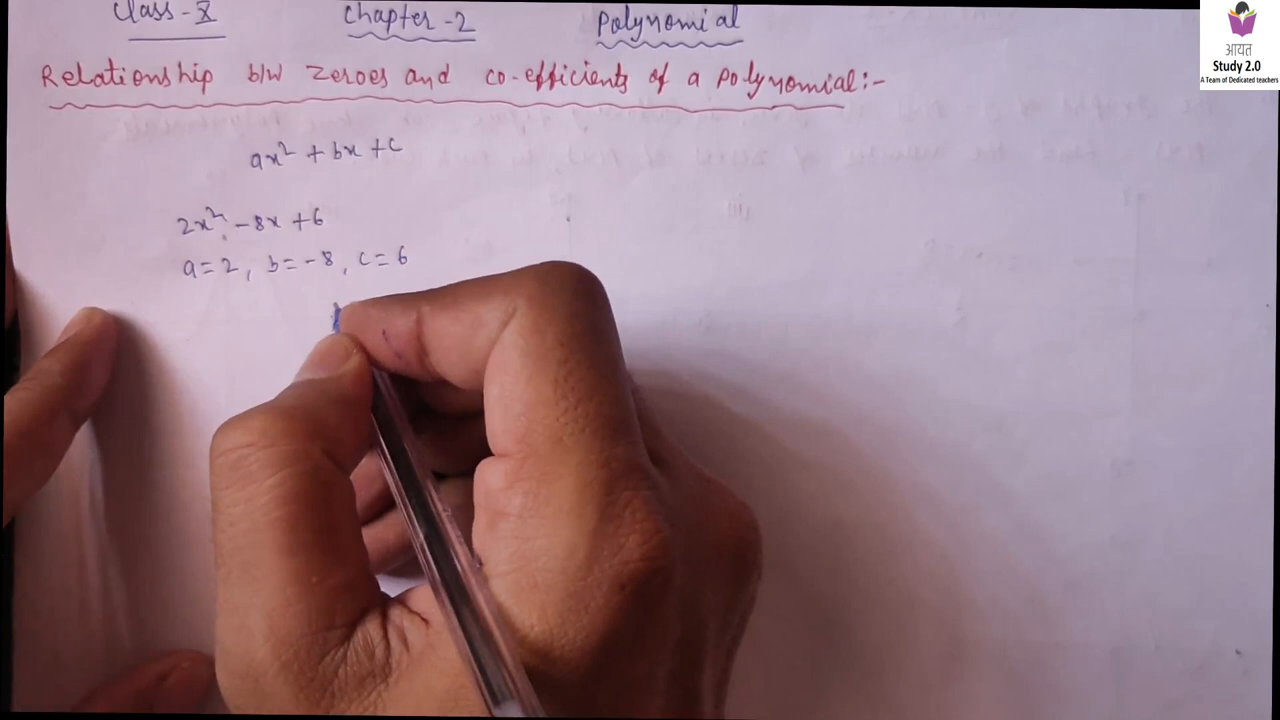 Class-X Chapter-2 Polynomial
Relationship b/w Zeroes and co-efficients of a polynomial:-
ax² + bx + c
2x² - 8x + 6
a = 2, b = -8, c = 6
आयत
Study 2.0
A Team of Dedicated teachers